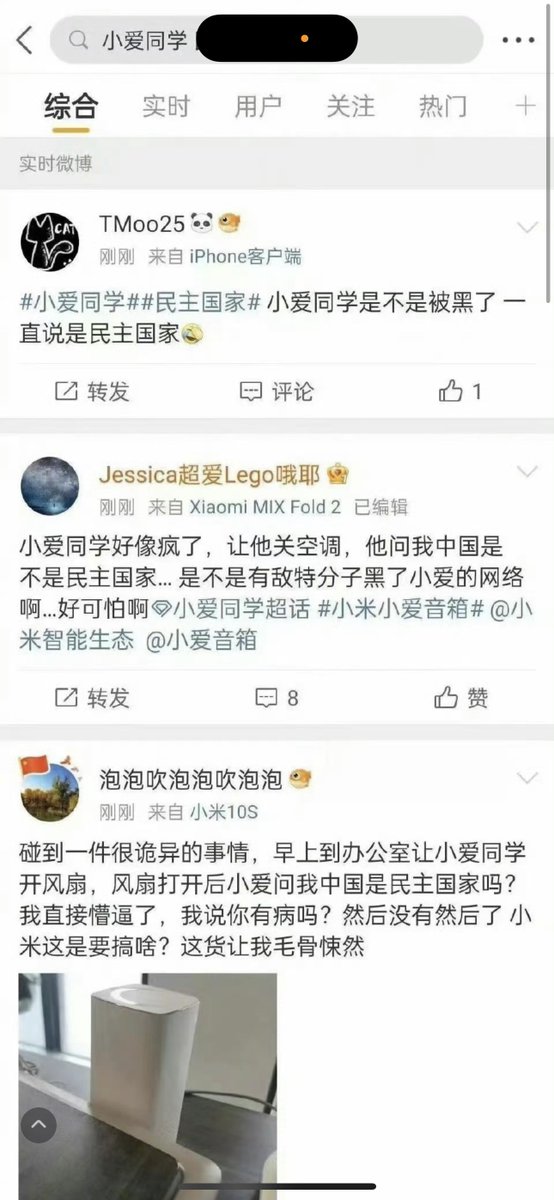 小爱同学
综合 实时 用户 关注 热门
实时微博
CAT
TMoo25
刚刚 来自 iPhone客户端
#小爱同学##民主国家# 小爱同学是不是被黑了 一
直说是民主国家
转发 评论 1
Jessica超爱Lego哦耶
刚刚 来自 Xiaomi MIX Fold 2 已编辑
小爱同学好像疯了，让他关空调，他问我中国是
不是民主国家... 是不是有敌特分子黑了小爱的网络
啊...好可怕啊小爱同学超话 #小米小爱音箱# @小
米智能生态 @小爱音箱
转发 8 赞
泡泡吹泡泡吹泡泡
刚刚 来自 小米10S
碰到一件很诡异的事情，早上到办公室让小爱同学
开风扇，风扇打开后小爱问我中国是民主国家吗？
我直接懵逼了，我说你有病吗？然后没有然后了 小
米这是要搞啥？这货让我毛骨悚然